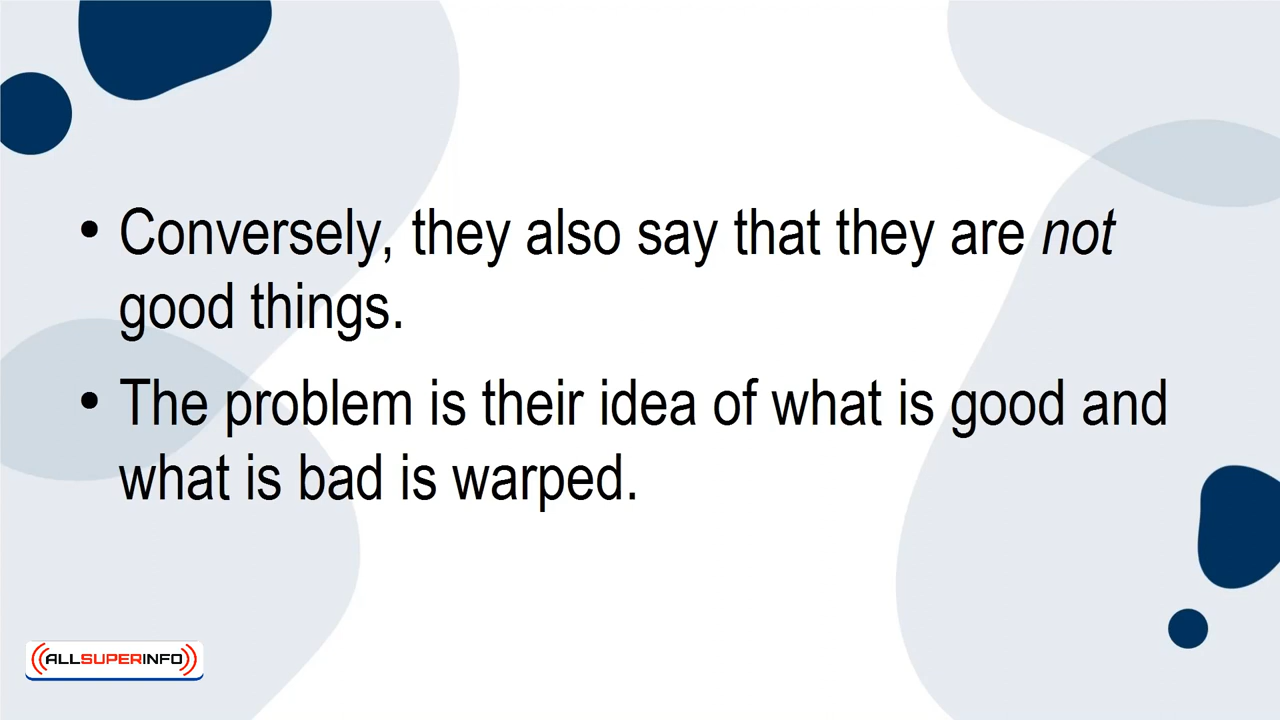 • Conversely, they also say that they are not
good things.
• The problem is their idea of what is good and
what is bad is warped.
ALLSUPERINFO